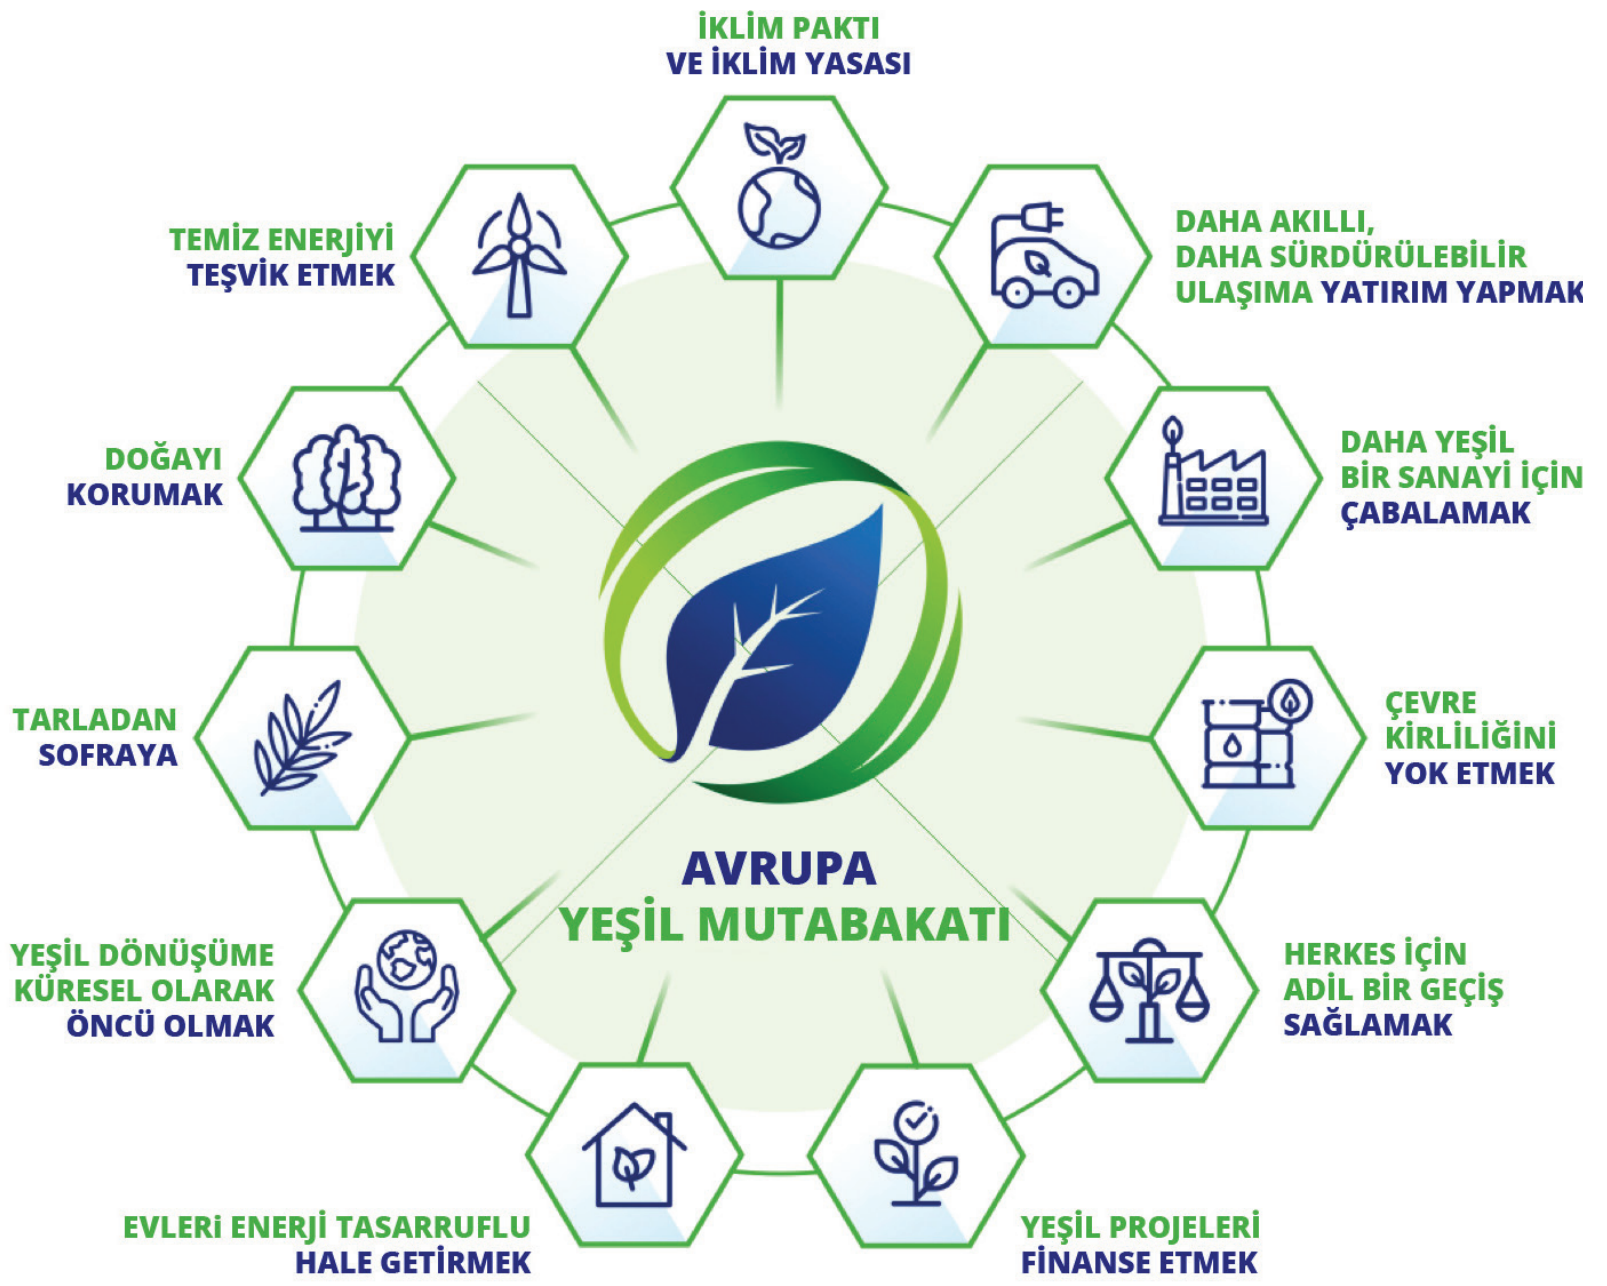 İKLİM PAKTI
VE İKLİM YASASI
DAHA AKILLI,
DAHA SÜRDÜRÜLEBİLİR
ULAŞIMA YATIRIM YAPMAK
DAHA YEŞİL
BİR SANAYİ İÇİN
ÇABALAMAK
ÇEVRE
KİRLİLİĞİNİ
YOK ETMEK
HERKES İÇİN
ADİL BİR GEÇİŞ
SAĞLAMAK
YEŞİL PROJELERİ
FİNANSE ETMEK
EVLERi ENERJİ TASARRUFLU
HALE GETİRMEK
YEŞİL DÖNÜŞÜME
KÜRESEL OLARAK
ÖNCÜ OLMAK
TARLADAN
SOFRAYA
DOĞAYI
KORUMAK
TEMİZ ENERJİYİ
TEŞVİK ETMEK
AVRUPA
YEŞİL MUTABAKATI